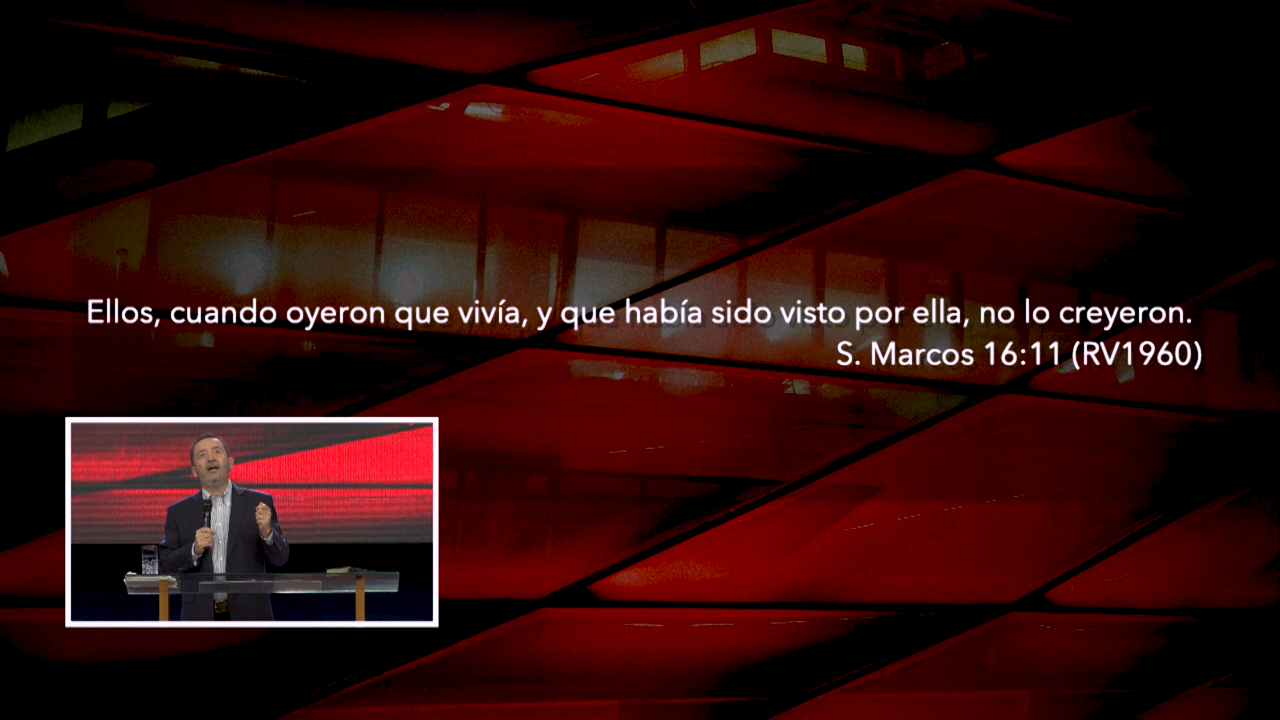 Ellos, cuando oyeron que vivía, y que había sido visto por ella, no lo creyeron.
S. Marcos 16:11 (RV1960)